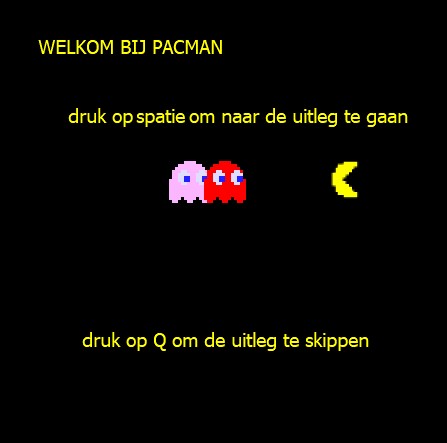 WELKOM BIJ PACMAN
druk op spatie om naar de uitleg te gaan
druk op Q om de uitleg te skippen